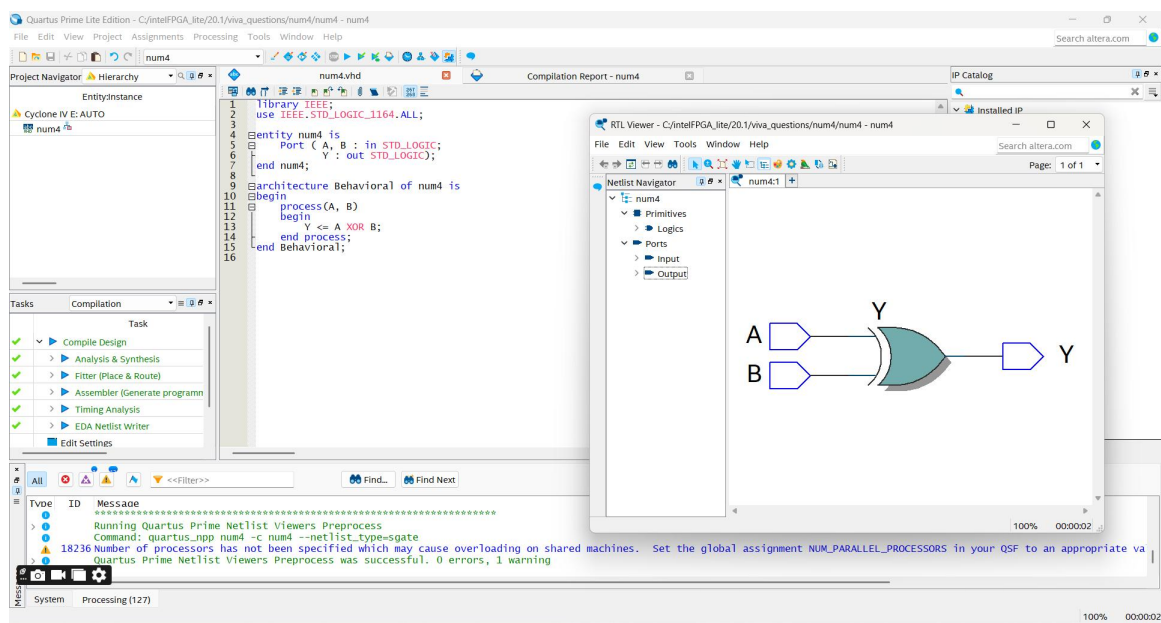 Quartus Prime Lite Edition - C:/intelFPGA_lite/20.1/viva_questions/num4/num4 - num4
File Edit View Project Assignments Processing Tools Window Help
Search altera.com
num4
Project Navigator Hierarchy
Entity:Instance
Cyclone IV E: AUTO
num4
num4.vhd
Compilation Report - num4
1 library IEEE;
2 use IEEE.STD_LOGIC_1164.ALL;
3
4 entity num4 is
5 Port ( A, B : in STD_LOGIC;
6 Y : out STD_LOGIC);
7 end num4;
8
9 architecture Behavioral of num4 is
10 begin
11 process(A, B)
12 begin
13 Y <= A XOR B;
14 end process;
15 end Behavioral;
16
IP Catalog
Installed IP
RTL Viewer - C:/intelFPGA_lite/20.1/viva_questions/num4/num4 - num4
File Edit View Tools Window Help
Search altera.com
Page: 1 of 1
Netlist Navigator
num4:1
num4
Primitives
Logics
Ports
Input
Output
Y
A
B
Y
100% 00:00:02
Tasks Compilation
Task
Compile Design
Analysis & Synthesis
Fitter (Place & Route)
Assembler (Generate programm
Timing Analysis
EDA Netlist Writer
Edit Settings
All
<<Filter>>
Find...
Find Next
Type ID Message
************************************************************
Running Quartus Prime Netlist Viewers Preprocess
Command: quartus_npp num4 -c num4 --netlist_type=sgate
18236 Number of processors has not been specified which may cause overloading on shared machines. Set the global assignment NUM_PARALLEL_PROCESSORS in your QSF to an appropriate va
Quartus Prime Netlist Viewers Preprocess was successful. 0 errors, 1 warning
Mess
System Processing (127)
100% 00:00:02